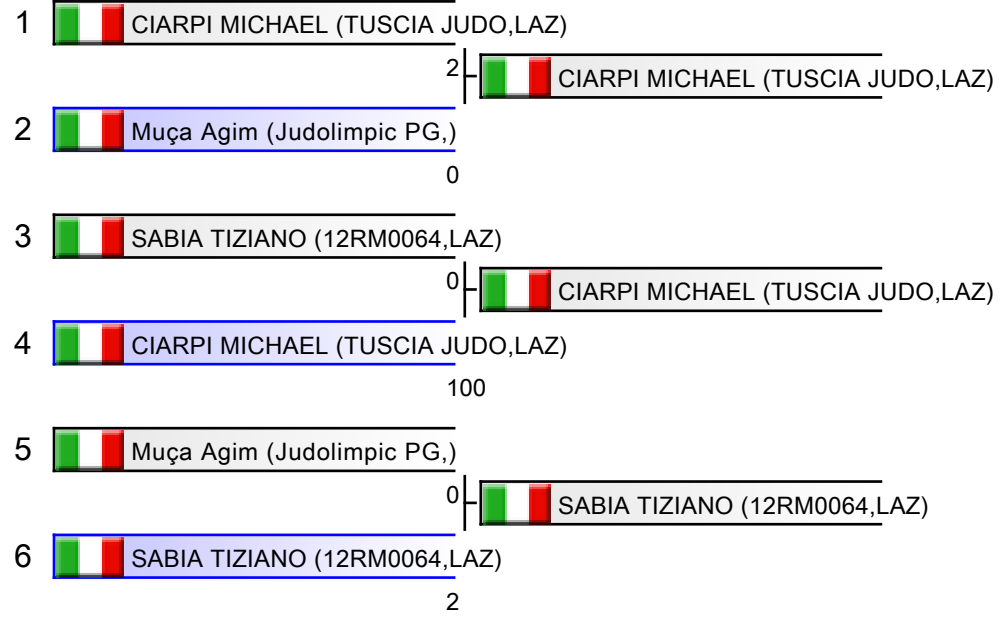 1 CIARPI MICHAEL (TUSCIA JUDO,LAZ)
2 CIARPI MICHAEL (TUSCIA JUDO,LAZ)
2 Muça Agim (Judolimpic PG,)
0
3 SABIA TIZIANO (12RM0064,LAZ)
0 CIARPI MICHAEL (TUSCIA JUDO,LAZ)
4 CIARPI MICHAEL (TUSCIA JUDO,LAZ)
100
5 Muça Agim (Judolimpic PG,)
0 SABIA TIZIANO (12RM0064,LAZ)
6 SABIA TIZIANO (12RM0064,LAZ)
2